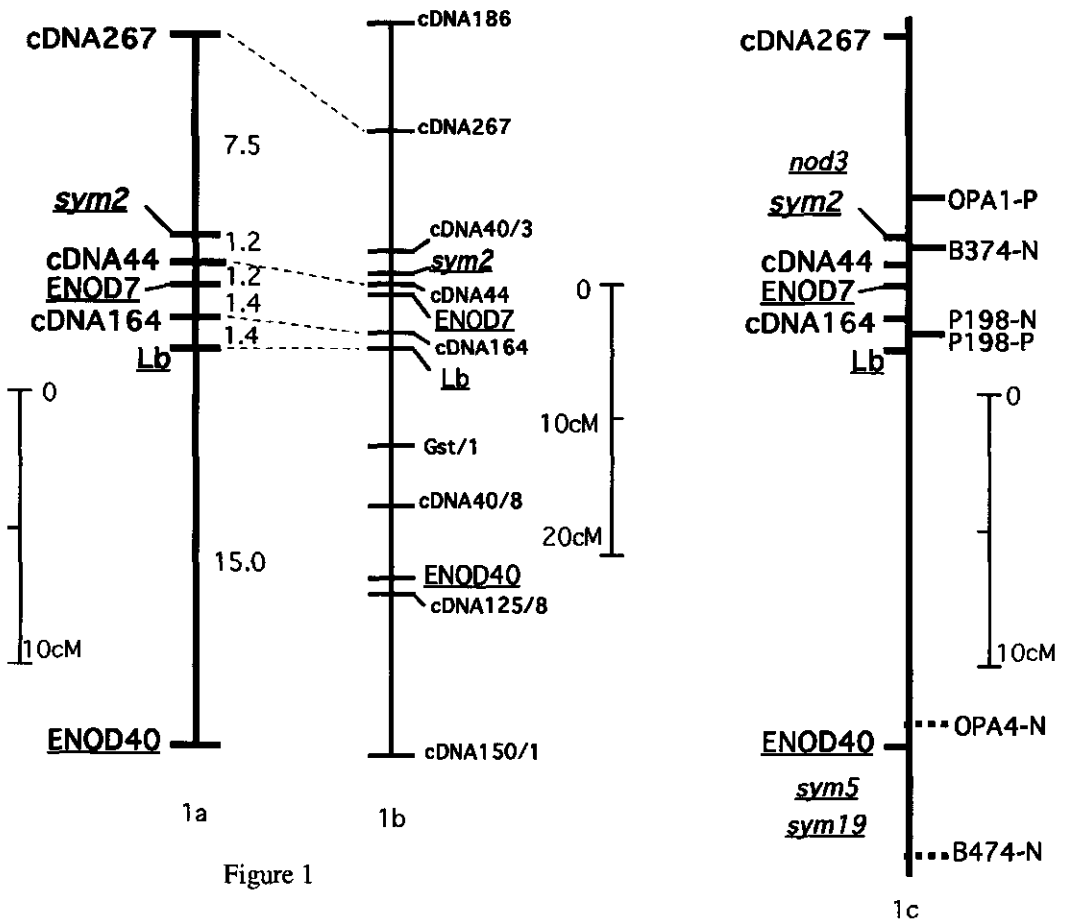 cDNA267
7.5
sym2
1.2
cDNA44
1.2
ENOD7
1.4
cDNA164
1.4
Lb
0
15.0
10cM
ENOD40
1a
cDNA186
cDNA267
cDNA40/3
sym2
cDNA44
ENOD7
cDNA164
Lb
Gst/1
cDNA40/8
ENOD40
cDNA125/8
cDNA150/1
0
10cM
20cM
1b
Figure 1
cDNA267
nod3
OPA1-P
sym2
B374-N
cDNA44
ENOD7
cDNA164
P198-N
P198-P
Lb
0
10cM
OPA4-N
ENOD40
sym5
sym19
B474-N
1c